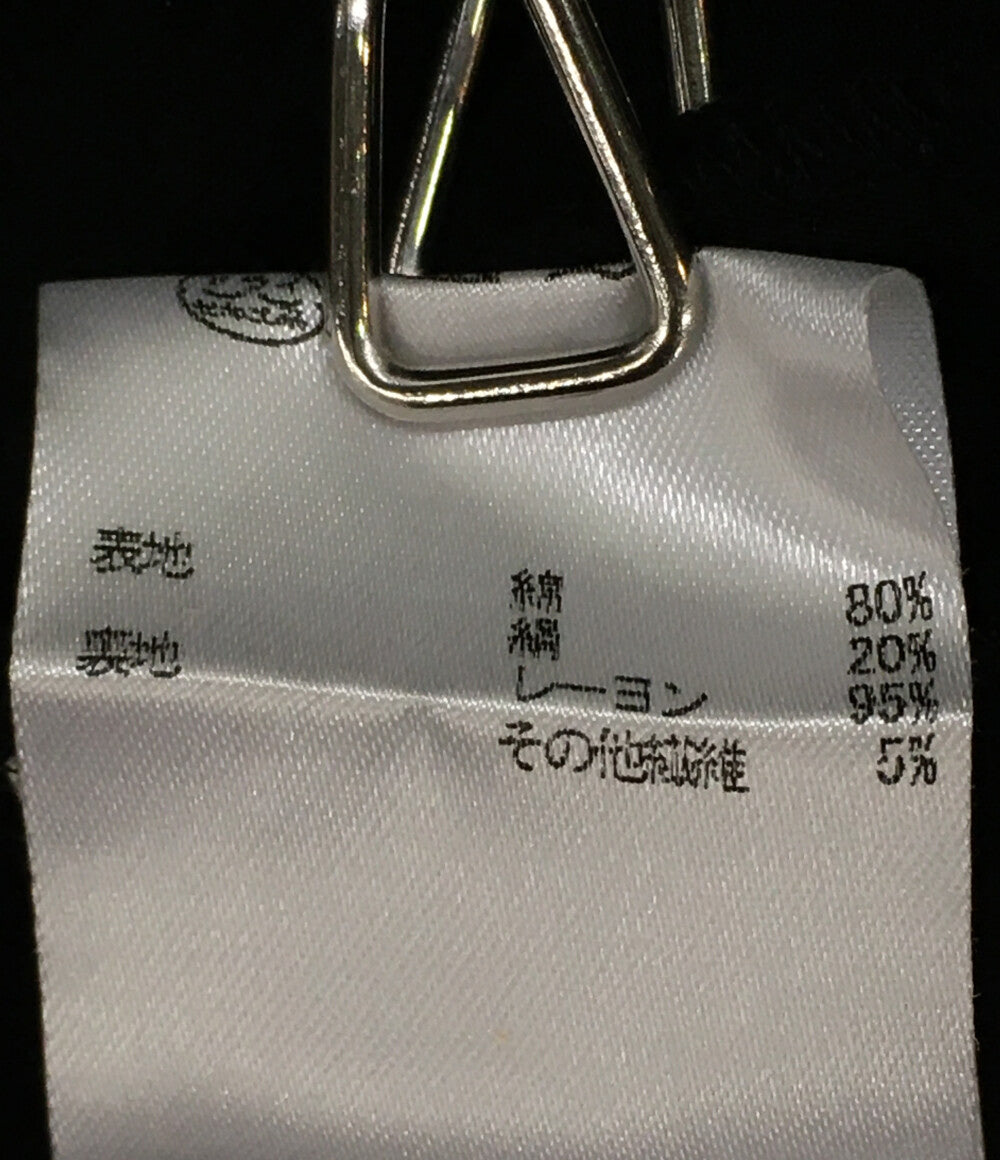 表地
綿 80%
絹 20%
裏地
レーヨン 95%
その他繊維 5%